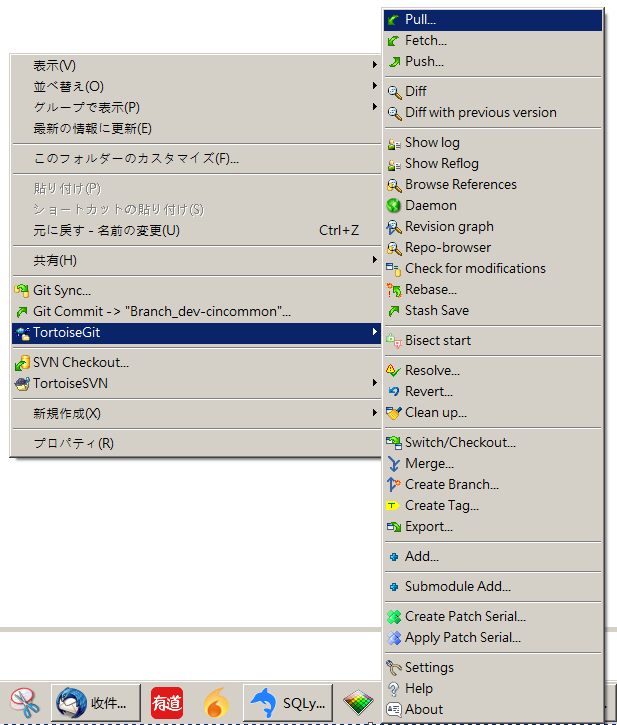 表示(V)
並べ替え(O)
グループで表示(P)
最新の情報に更新(E)
このフォルダーのカスタマイズ(F)...
貼り付け(P)
ショートカットの貼り付け(S)
元に戻す - 名前の変更(U) Ctrl+Z
共有(H)
Git Sync...
Git Commit -> "Branch_dev-cincommon"...
TortoiseGit
SVN Checkout...
TortoiseSVN
新規作成(X)
プロパティ(R)
Pull...
Fetch...
Push...
Diff
Diff with previous version
Show log
Show Reflog
Browse References
Daemon
Revision graph
Repo-browser
Check for modifications
Rebase...
Stash Save
Bisect start
Resolve...
Revert...
Clean up...
Switch/Checkout...
Merge...
Create Branch...
Create Tag...
Export...
Add...
Submodule Add...
Create Patch Serial...
Apply Patch Serial...
Settings
Help
About
收件...
有道
SQLy...